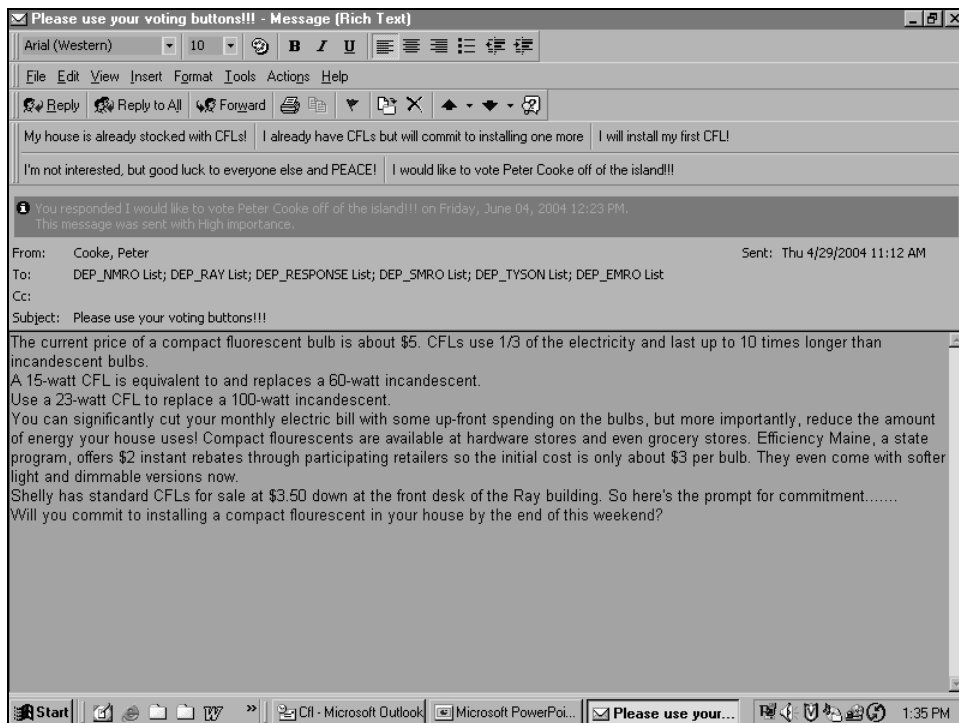 Please use your voting buttons!!! - Message (Rich Text)
Arial (Western) 10 B I U
File Edit View Insert Format Tools Actions Help
Reply Reply to All Forward
My house is already stocked with CFLs! I already have CFLs but will commit to installing one more I will install my first CFL!
I'm not interested, but good luck to everyone else and PEACE! I would like to vote Peter Cooke off of the island!!!
You responded I would like to vote Peter Cooke off of the island!!! on Friday, June 04, 2004 12:23 PM.
This message was sent with High importance.
From: Cooke, Peter Sent: Thu 4/29/2004 11:12 AM
To: DEP_NMRO List; DEP_RAY List; DEP_RESPONSE List; DEP_SMRO List; DEP_TYSON List; DEP_EMRO List
Cc:
Subject: Please use your voting buttons!!!
The current price of a compact fluorescent bulb is about $5. CFLs use 1/3 of the electricity and last up to 10 times longer than
incandescent bulbs.
A 15-watt CFL is equivalent to and replaces a 60-watt incandescent.
Use a 23-watt CFL to replace a 100-watt incandescent.
You can significantly cut your monthly electric bill with some up-front spending on the bulbs, but more importantly, reduce the amount
of energy your house uses! Compact flourescents are available at hardware stores and even grocery stores. Efficiency Maine, a state
program, offers $2 instant rebates through participating retailers so the initial cost is only about $3 per bulb. They even come with softer
light and dimmable versions now.
Shelly has standard CFLs for sale at $3.50 down at the front desk of the Ray building. So here's the prompt for commitment.......
Will you commit to installing a compact flourescent in your house by the end of this weekend?
Start » Cfl - Microsoft Outlook Microsoft PowerPoi... Please use your... 1:35 PM